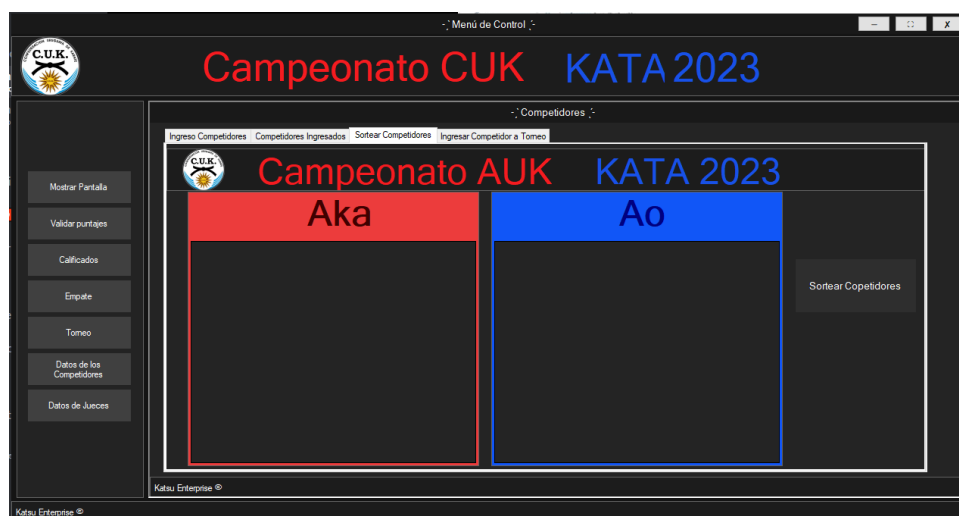 -¦ Menú de Control ¦-
C.U.K.
Campeonato CUK KATA 2023
-¦ Competidores ¦-
Ingreso Competidores Competidores Ingresados Sortear Competidores Ingresar Competidor a Torneo
C.U.K.
Campeonato AUK KATA 2023
Mostrar Pantalla
Validar puntajes
Calificados
Empate
Torneo
Datos de los
Competidores
Datos de Jueces
Aka
Ao
Sortear Copetidores
Katsu Enterprise ©
Katsu Enterprise ©